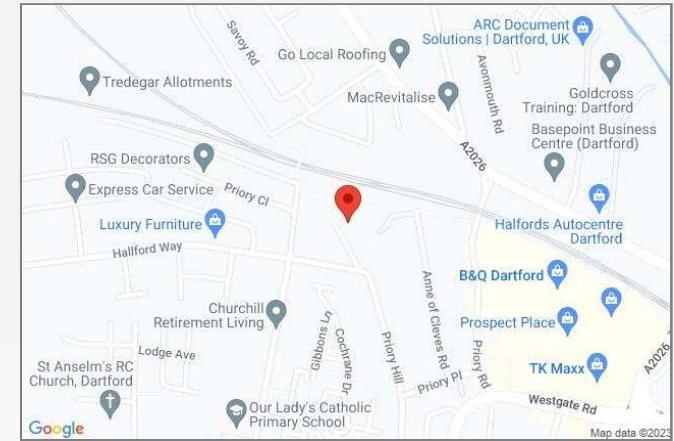 Savoy Rd
ARC Document
Solutions | Dartford, UK
Go Local Roofing
Tredegar Allotments
MacRevitalise
Avonmouth Rd
Goldcross
Training: Dartford
A2026
Basepoint Business
Centre (Dartford)
RSG Decorators
Express Car Service
Priory Cl
Luxury Furniture
Halfords Autocentre
Dartford
Hallford Way
B&Q Dartford
Anne of Cleves Rd
Churchill
Retirement Living
Prospect Place
Gibbons Ln
Cochrane Dr
Priory Hill
Priory Rd
Lodge Ave
St Anselm's RC
Church, Dartford
TK Maxx
A2026
Priory Pl
Westgate Rd
Our Lady's Catholic
Primary School
Google
Map data ©2023